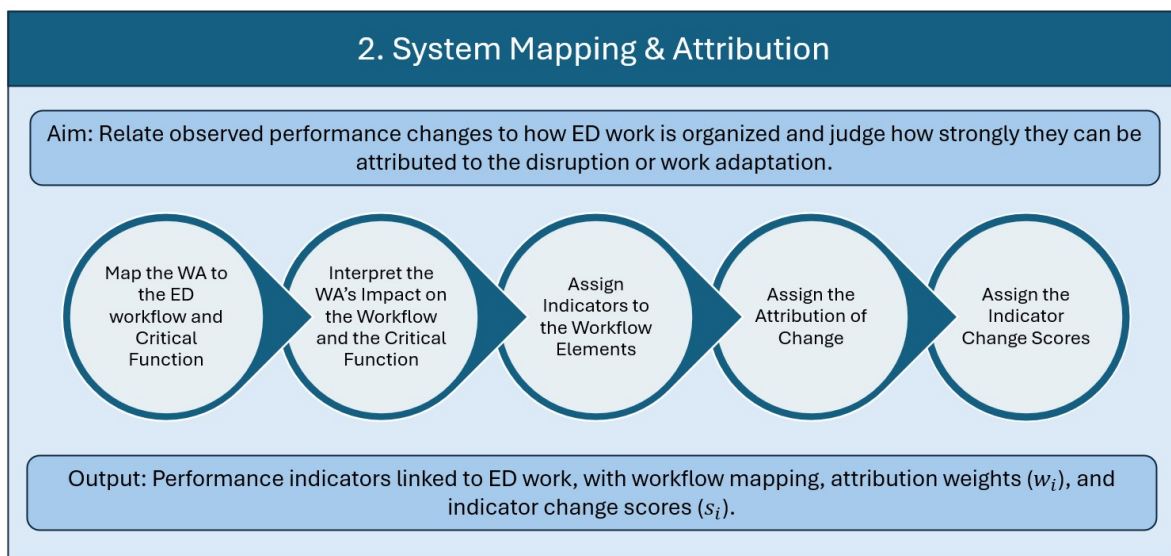 2. System Mapping & Attribution
Aim: Relate observed performance changes to how ED work is organized and judge how strongly they can be
attributed to the disruption or work adaptation.
Map the WA to
the ED
workflow and
Critical
Function
Interpret the
WA's Impact on
the Workflow
and the Critical
Function
Assign
Indicators to
the Workflow
Elements
Assign the
Attribution of
Change
Assign the
Indicator
Change Scores
Output: Performance indicators linked to ED work, with workflow mapping, attribution weights (wᵢ), and
indicator change scores (sᵢ).